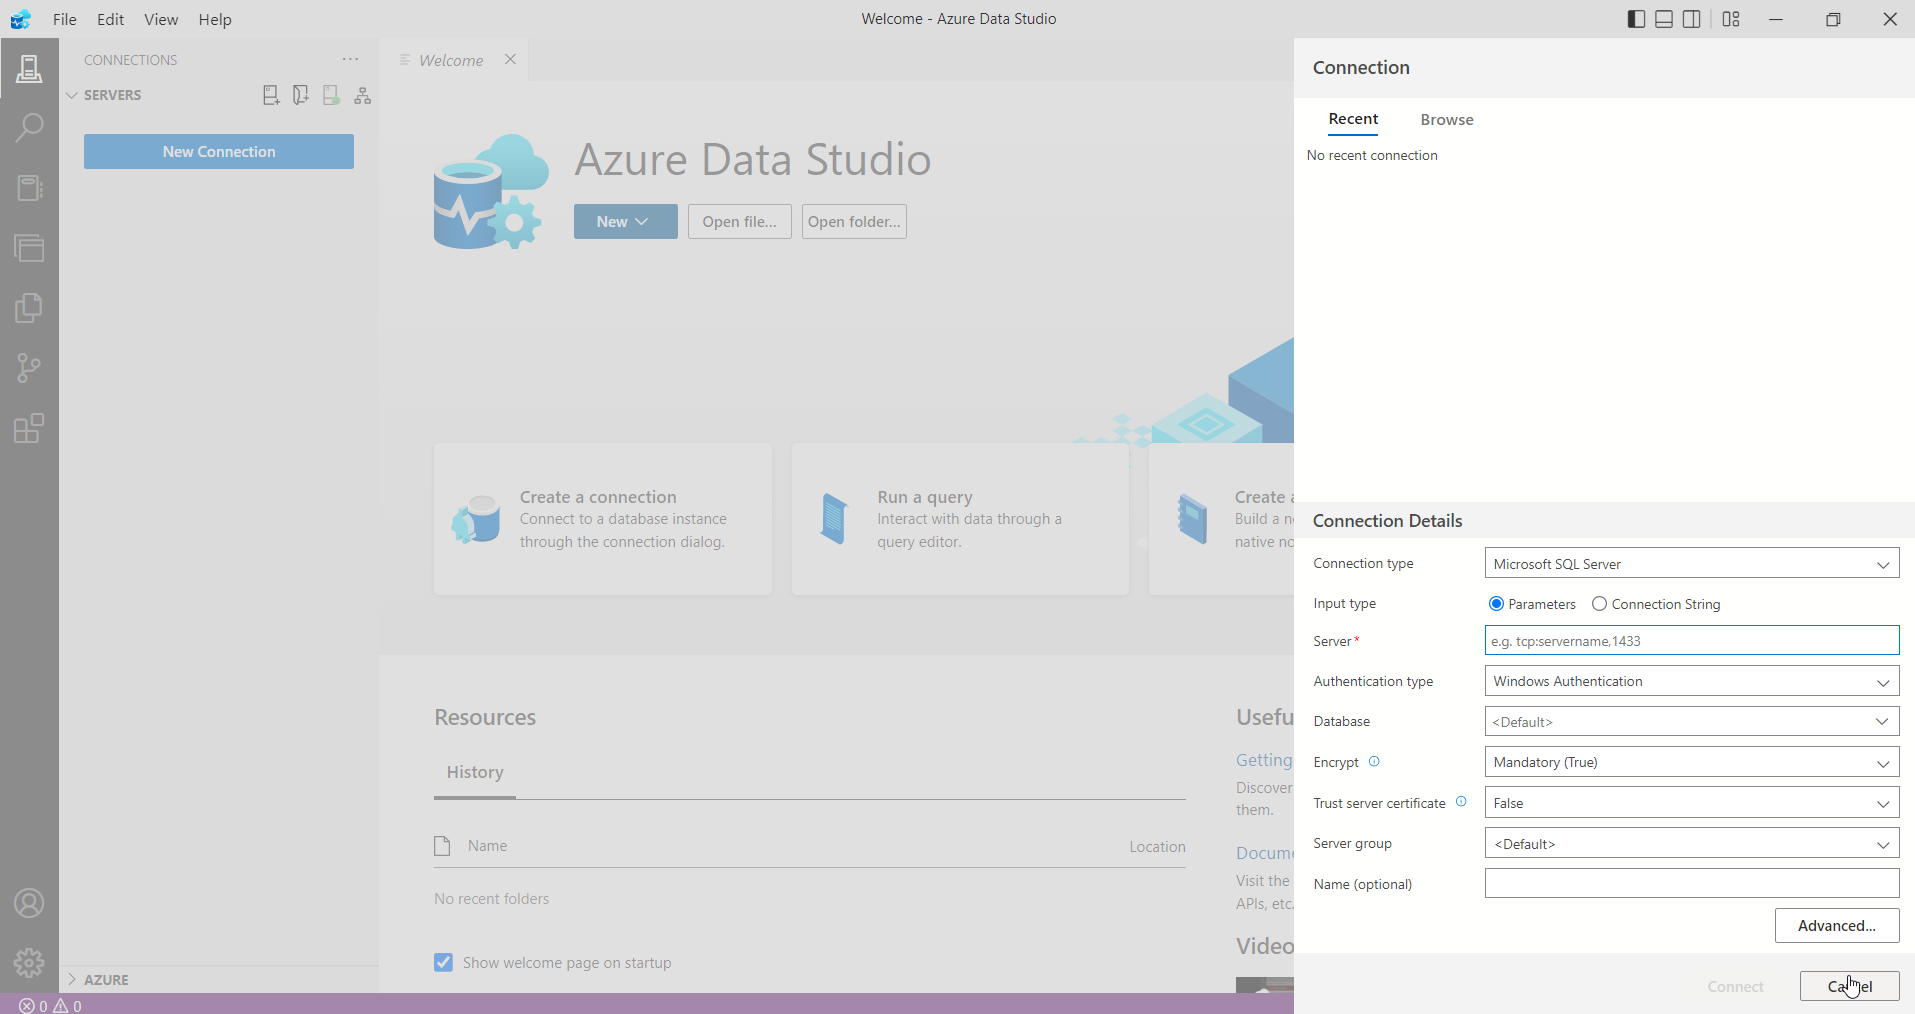 File Edit View Help
Welcome - Azure Data Studio
CONNECTIONS
SERVERS
New Connection
AZURE
0 0
Welcome
Azure Data Studio
New
Open file...
Open folder...
Create a connection
Connect to a database instance
through the connection dialog.
Run a query
Interact with data through a
query editor.
Create
Build a
native
Resources
History
Name
Location
No recent folders
Show welcome page on startup
Usefu
Getting
Discover
them.
Docume
Visit the
APIs, etc.
Video
Connection
Recent
Browse
No recent connection
Connection Details
Connection type
Microsoft SQL Server
Input type
Parameters
Connection String
Server*
e.g. tcp:servername,1433
Authentication type
Windows Authentication
Database
<Default>
Encrypt
Mandatory (True)
Trust server certificate
False
Server group
<Default>
Name (optional)
Advanced...
Connect
Cancel